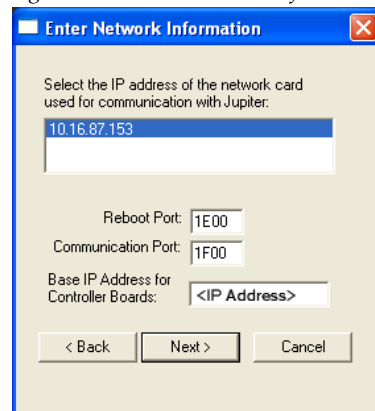 Enter Network Information
Select the IP address of the network card
used for communication with Jupiter:
10.16.87.153
Reboot Port: 1E00
Communication Port: 1F00
Base IP Address for
Controller Boards: <IP Address>
< Back Next > Cancel